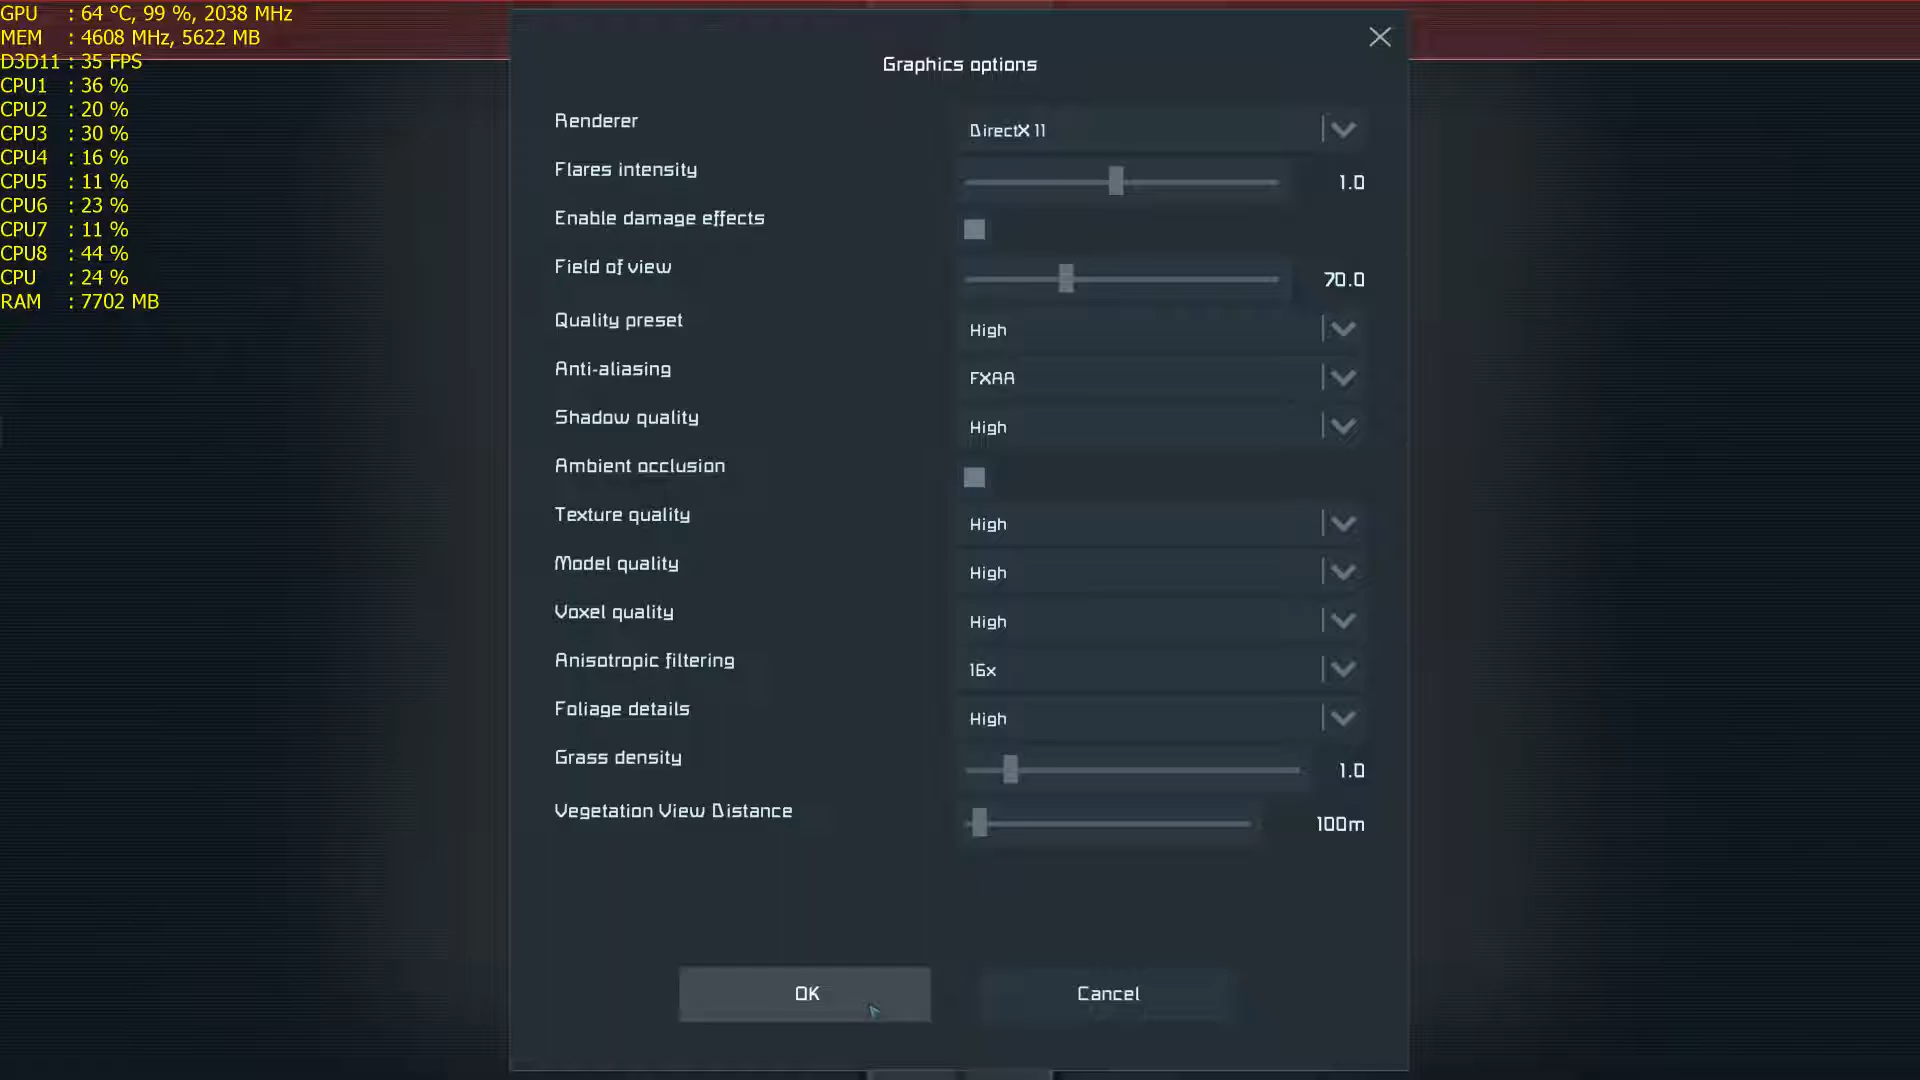 GPU : 64 °C, 99 %, 2038 MHz
MEM : 4608 MHz, 5622 MB
D3D11 : 35 FPS
CPU1 : 36 %
CPU2 : 20 %
CPU3 : 30 %
CPU4 : 16 %
CPU5 : 11 %
CPU6 : 23 %
CPU7 : 11 %
CPU8 : 44 %
CPU : 24 %
RAM : 7702 MB
Graphics options
Renderer DirectX 11
Flares intensity 1.0
Enable damage effects
Field of view 70.0
Quality preset High
Anti-aliasing FXAA
Shadow quality High
Ambient occlusion
Texture quality High
Model quality High
Voxel quality High
Anisotropic filtering 16x
Foliage details High
Grass density 1.0
Vegetation View Distance 100m
OK Cancel